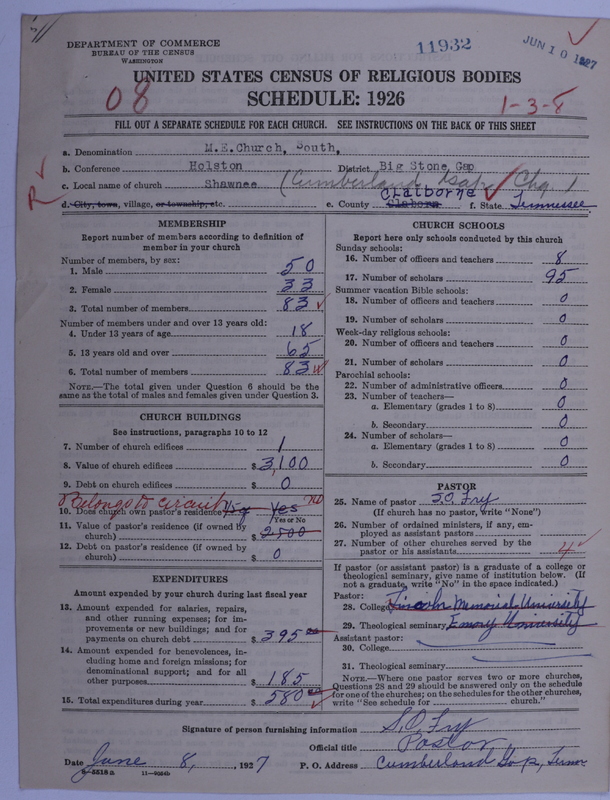 DEPARTMENT OF COMMERCE
BUREAU OF THE CENSUS
WASHINGTON
11932
JUN 10 1927
UNITED STATES CENSUS OF RELIGIOUS BODIES
08
SCHEDULE: 1926
1-3-8
FILL OUT A SEPARATE SCHEDULE FOR EACH CHURCH. SEE INSTRUCTIONS ON THE BACK OF THIS SHEET
a. Denomination M.E.Church, South,
b. Conference Holston District Big Stone Gap
c. Local name of church Shawnee (Cumberland Gap Chg.)
R
Claiborne
d. City, town, village, or township, etc. e. County Claborn f. State Tennessee
MEMBERSHIP
Report number of members according to definition of member in your church
Number of members, by sex:
1. Male 50
2. Female 33
3. Total number of members 83
Number of members under and over 13 years old:
4. Under 13 years of age 18
5. 13 years old and over 65
6. Total number of members 83
NOTE.—The total given under Question 6 should be the same as the total of males and females given under Question 3.
CHURCH BUILDINGS
See instructions, paragraphs 10 to 12
7. Number of church edifices 1
8. Value of church edifices $ 3,100
9. Debt on church edifices $ 0
Belongs to circuit
No
10. Does church own pastor's residence? Yes
Yes or No
11. Value of pastor's residence (if owned by church) $ 2500
12. Debt on pastor's residence (if owned by church) $ 0
EXPENDITURES
Amount expended by your church during last fiscal year
13. Amount expended for salaries, repairs, and other running expenses; for improvements or new buildings; and for payments on church debt $ 395 00
14. Amount expended for benevolences, including home and foreign missions; for denominational support; and for all other purposes $ 185
15. Total expenditures during year $ 580 00
CHURCH SCHOOLS
Report here only schools conducted by this church
Sunday schools:
16. Number of officers and teachers 8
17. Number of scholars 95
Summer vacation Bible schools:
18. Number of officers and teachers 0
19. Number of scholars 0
Week-day religious schools:
20. Number of officers and teachers 0
21. Number of scholars 0
Parochial schools:
22. Number of administrative officers 0
23. Number of teachers—
a. Elementary (grades 1 to 8) 0
b. Secondary 0
24. Number of scholars—
a. Elementary (grades 1 to 8) 0
b. Secondary 0
PASTOR
25. Name of pastor S.O. Fry
(If church has no pastor, write "None")
26. Number of ordained ministers, if any, employed as assistant pastors
27. Number of other churches served by the pastor or his assistants 4
If pastor (or assistant pastor) is a graduate of a college or theological seminary, give name of institution below. (If not a graduate, write "No" in the space indicated.)
Pastor:
28. College Lincoln Memorial University
29. Theological seminary Emory University
Assistant pastor:
30. College
31. Theological seminary
NOTE.—Where one pastor serves two or more churches, Questions 28 and 29 should be answered only on the schedule for one of the churches; on the schedules for the other churches, write "See schedule for church."
Signature of person furnishing information S.O. Fry
Official title Pastor
Date June 8, 1927 P. O. Address Cumberland Gap, Tenn
8-5518 a 11-9064b